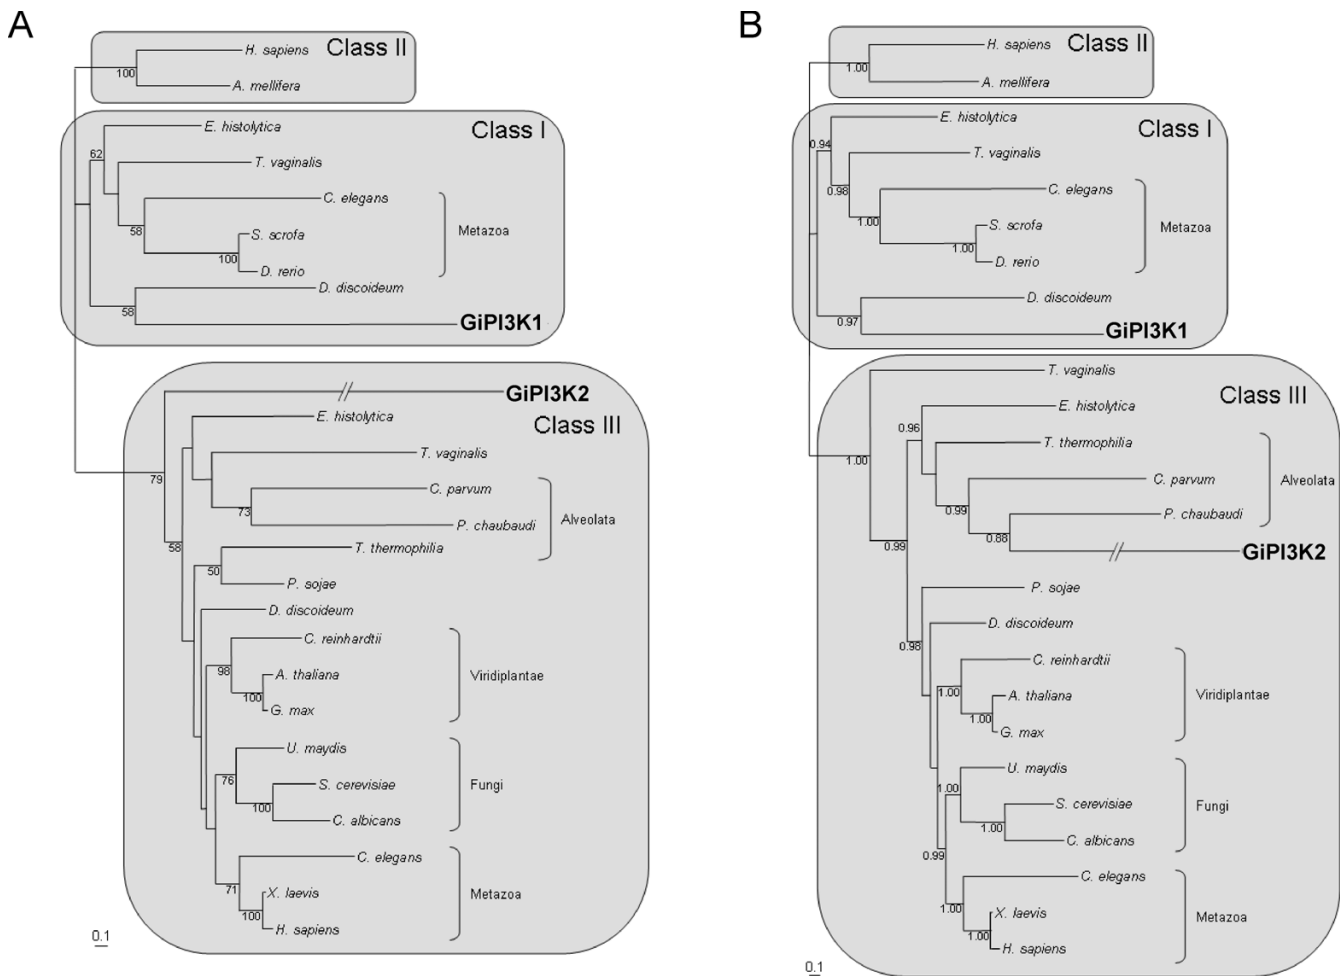 A
Class II
H. sapiens
100
A. mellifera
Class I
E. histolytica
62
T. vaginalis
C. elegans
58
S. scrofa
Metazoa
100
D. rerio
D. discoideum
58
GiPI3K1
GiPI3K2
E. histolytica
Class III
T. vaginalis
79
C. parvum
73
P. chaubaudi
Alveolata
58
T. thermophilia
50
P. sojae
D. discoideum
C. reinhardtii
98
A. thaliana
Viridiplantae
100
G. max
U. maydis
76
S. cerevisiae
Fungi
100
C. albicans
C. elegans
71
X. laevis
Metazoa
100
H. sapiens
0.1
B
Class II
H. sapiens
1.00
A. mellifera
Class I
E. histolytica
0.94
T. vaginalis
0.98
C. elegans
1.00
S. scrofa
Metazoa
1.00
D. rerio
D. discoideum
0.97
GiPI3K1
T. vaginalis
Class III
E. histolytica
0.96
T. thermophilia
1.00
C. parvum
Alveolata
0.99
P. chaubaudi
0.88
0.99
GiPI3K2
P. sojae
D. discoideum
0.98
C. reinhardtii
1.00
A. thaliana
Viridiplantae
1.00
G. max
U. maydis
1.00
S. cerevisiae
Fungi
1.00
C. albicans
0.99
C. elegans
1.00
X. laevis
Metazoa
1.00
H. sapiens
0.1